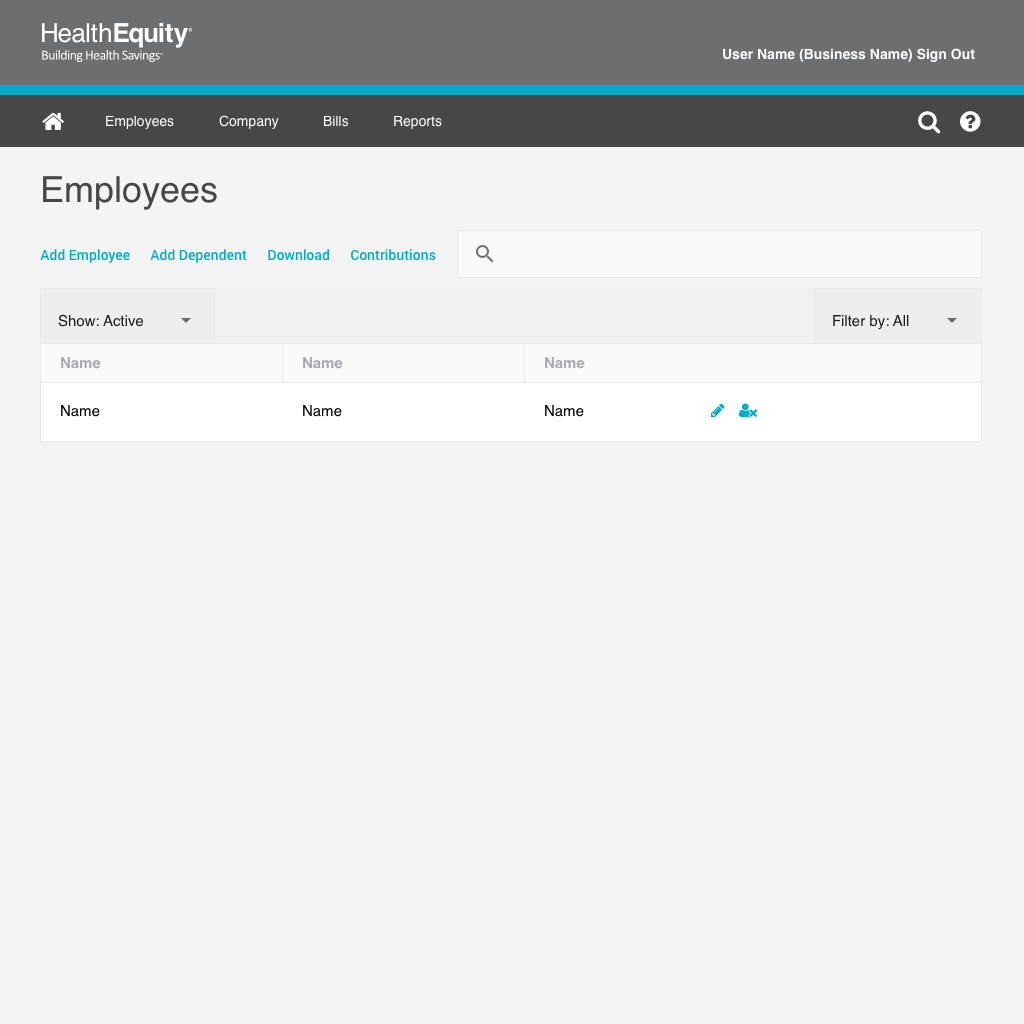 HealthEquity
Building Health Savings
User Name (Business Name) Sign Out
Employees Company Bills Reports
Employees
Add Employee Add Dependent Download Contributions
Show: Active Filter by: All
Name Name Name
Name Name Name